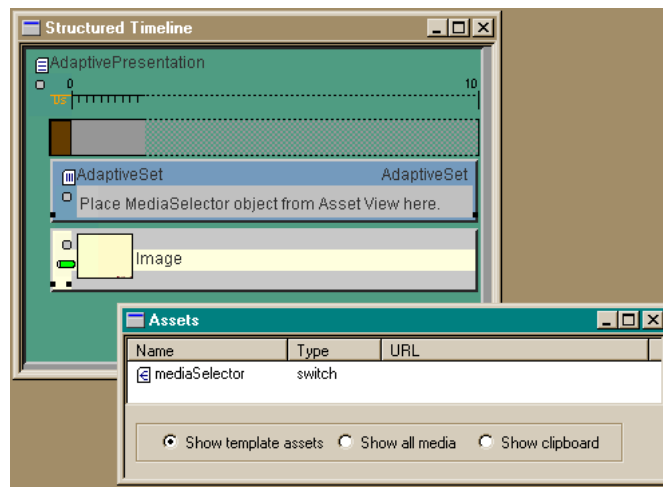 Structured Timeline
AdaptivePresentation
0 10
0s
AdaptiveSet AdaptiveSet
Place MediaSelector object from Asset View here.
Image
Assets
Name Type URL
mediaSelector switch
Show template assets Show all media Show clipboard